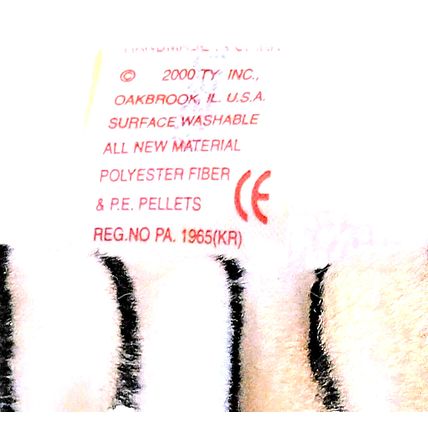 © 2000 TY INC.,
OAKBROOK, IL. U.S.A.
SURFACE WASHABLE
ALL NEW MATERIAL
POLYESTER FIBER
& P.E. PELLETS
CE
REG.NO PA. 1965(KR)